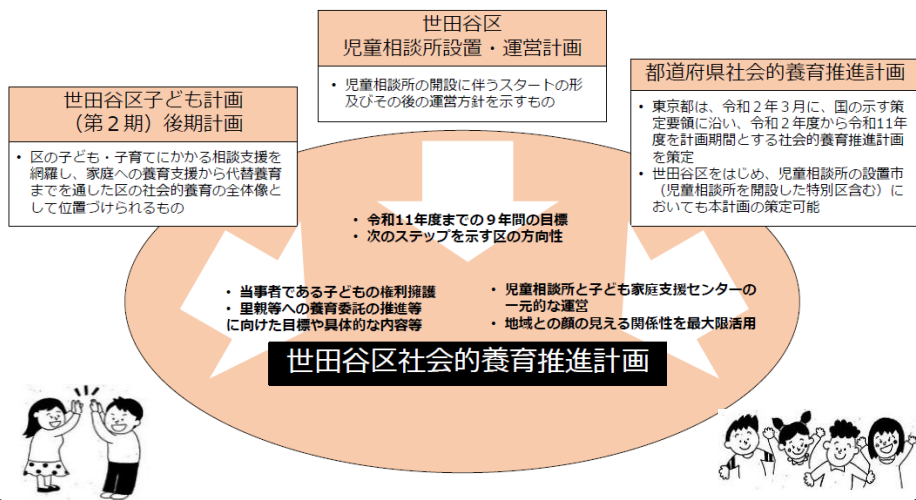 世田谷区
児童相談所設置・運営計画
• 児童相談所の開設に伴うスタートの形
及びその後の運営方針を示すもの
世田谷区子ども計画
（第２期）後期計画
• 区の子ども・子育てにかかる相談支援を
網羅し、家庭への養育支援から代替養育
までを通した区の社会的養育の全体像と
して位置づけられるもの
都道府県社会的養育推進計画
• 東京都は、令和２年３月に、国の示す策
定要領に沿い、令和２年度から令和11年
度を計画期間とする社会的養育推進計画
を策定
• 世田谷区をはじめ、児童相談所の設置市
（児童相談所を開設した特別区含む）に
おいても本計画の策定可能
• 令和11年度までの９年間の目標
• 次のステップを示す区の方向性
• 当事者である子どもの権利擁護
• 里親等への養育委託の推進等
に向けた目標や具体的な内容等
• 児童相談所と子ども家庭支援センターの
一元的な運営
• 地域との顔の見える関係性を最大限活用
世田谷区社会的養育推進計画